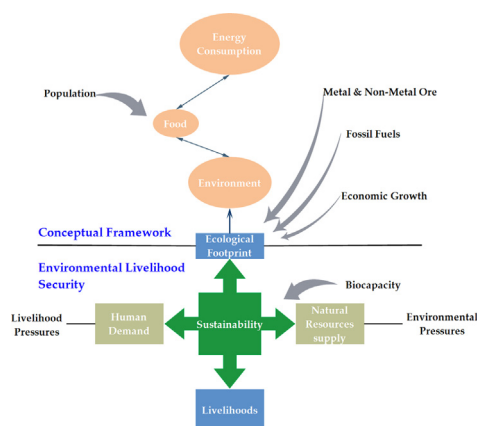 Energy
Consumption
Population
Metal & Non-Metal Ore
Food
Fossil Fuels
Environment
Economic Growth
Conceptual Framework
Ecological
Footprint
Environmental Livelihood
Security
Biocapacity
Livelihood
Pressures
Human
Demand
Sustainability
Natural
Resources
supply
Environmental
Pressures
Livelihoods